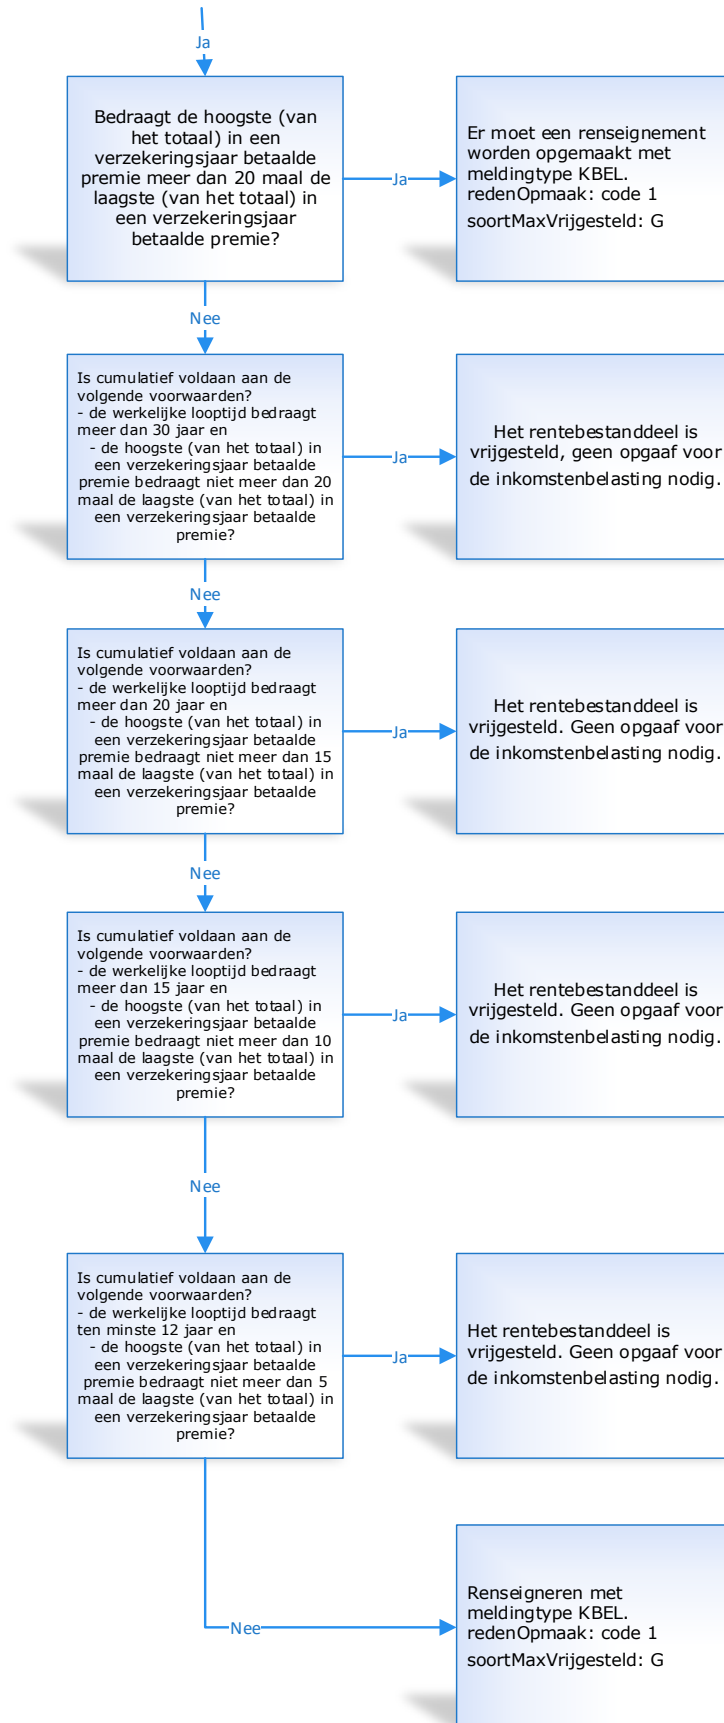 Ja
Bedraagt de hoogste (van
het totaal) in een
verzekeringsjaar betaalde
premie meer dan 20 maal de
laagste (van het totaal) in
een verzekeringsjaar
betaalde premie?
Ja
Er moet een renseignement
worden opgemaakt met
meldingtype KBEL.
redenOpmaak: code 1
soortMaxVrijgesteld: G
Nee
Is cumulatief voldaan aan de
volgende voorwaarden?
- de werkelijke looptijd bedraagt
meer dan 30 jaar en
- de hoogste (van het totaal) in
een verzekeringsjaar betaalde
premie bedraagt niet meer dan 20
maal de laagste (van het totaal) in
een verzekeringsjaar betaalde
premie?
Ja
Het rentebestanddeel is
vrijgesteld, geen opgaaf voor
de inkomstenbelasting nodig.
Nee
Is cumulatief voldaan aan de
volgende voorwaarden?
- de werkelijke looptijd bedraagt
meer dan 20 jaar en
- de hoogste (van het totaal) in
een verzekeringsjaar betaalde
premie bedraagt niet meer dan 15
maal de laagste (van het totaal) in
een verzekeringsjaar betaalde
premie?
Ja
Het rentebestanddeel is
vrijgesteld. Geen opgaaf voor
de inkomstenbelasting nodig.
Nee
Is cumulatief voldaan aan de
volgende voorwaarden?
- de werkelijke looptijd bedraagt
meer dan 15 jaar en
- de hoogste (van het totaal) in
een verzekeringsjaar betaalde
premie bedraagt niet meer dan 10
maal de laagste (van het totaal) in
een verzekeringsjaar betaalde
premie?
Ja
Het rentebestanddeel is
vrijgesteld. Geen opgaaf voor
de inkomstenbelasting nodig.
Nee
Is cumulatief voldaan aan de
volgende voorwaarden?
- de werkelijke looptijd bedraagt
ten minste 12 jaar en
- de hoogste (van het totaal) in
een verzekeringsjaar betaalde
premie bedraagt niet meer dan 5
maal de laagste (van het totaal) in
een verzekeringsjaar betaalde
premie?
Ja
Het rentebestanddeel is
vrijgesteld. Geen opgaaf voor
de inkomstenbelasting nodig.
Nee
Renseigneren met
meldingtype KBEL.
redenOpmaak: code 1
soortMaxVrijgesteld: G